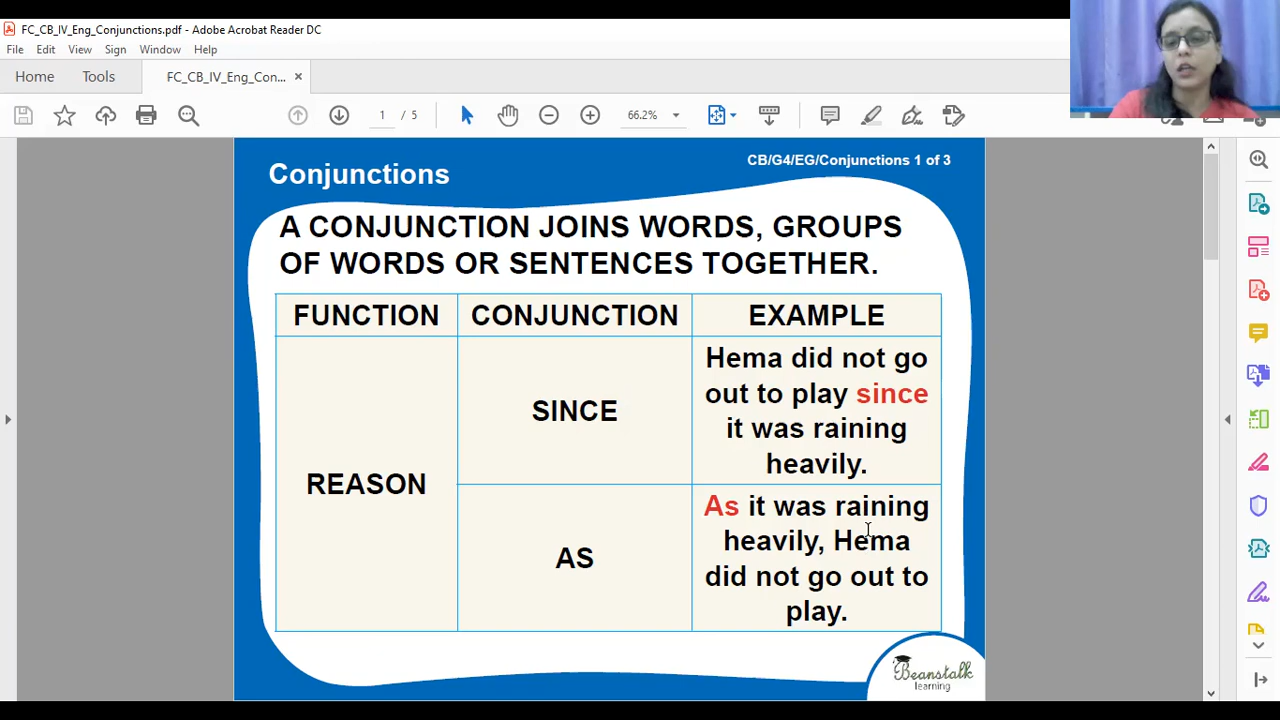 FC_CB_IV_Eng_Conjunctions.pdf - Adobe Acrobat Reader DC
File Edit View Sign Window Help
Home Tools FC_CB_IV_Eng_Con... ×
1 / 5 66.2%
Conjunctions
CB/G4/EG/Conjunctions 1 of 3
A CONJUNCTION JOINS WORDS, GROUPS
OF WORDS OR SENTENCES TOGETHER.
FUNCTION CONJUNCTION EXAMPLE
REASON
SINCE
Hema did not go
out to play since
it was raining
heavily.
AS
As it was raining
heavily, Hema
did not go out to
play.
Beanstalk
learning